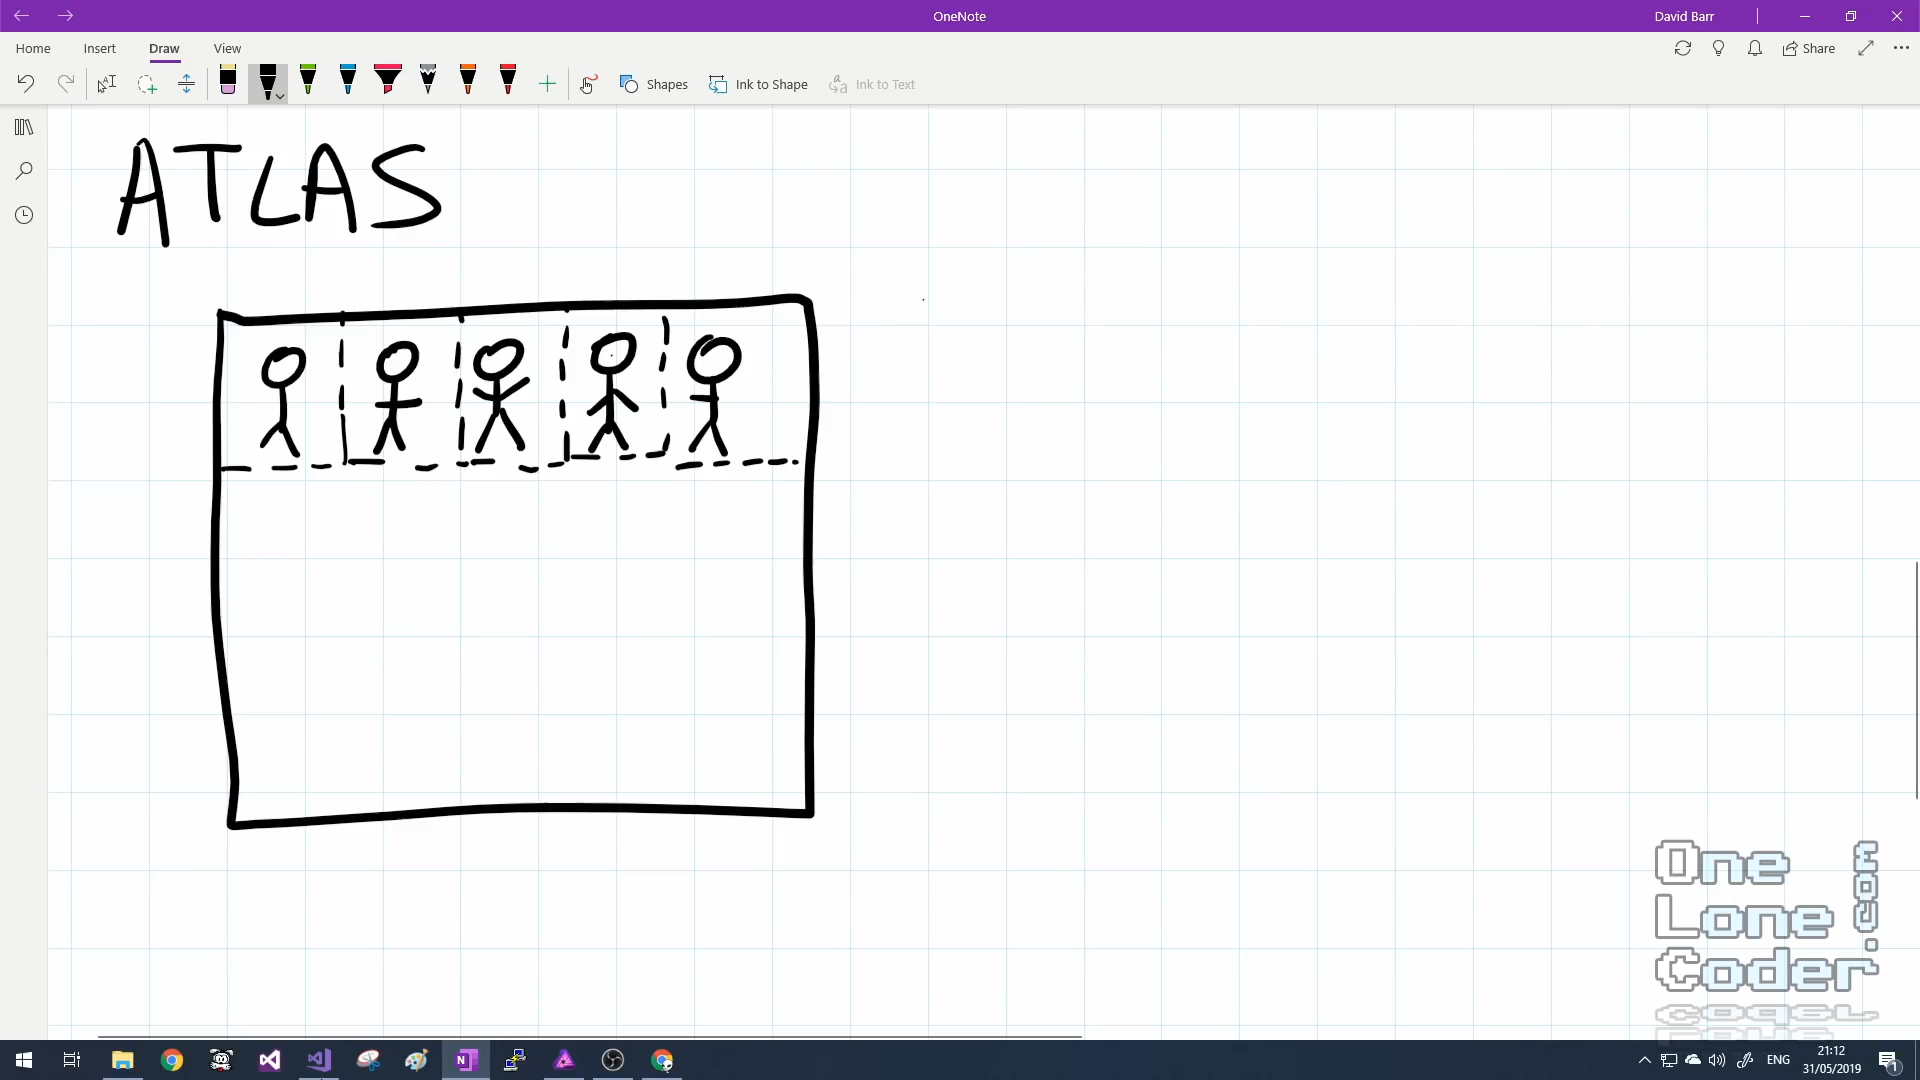 OneNote
David Barr
Home Insert Draw View
Share
Shapes
Ink to Shape
Ink to Text
ATLAS
One
Lone
Coder
.com
ENG
21:12
31/05/2019
1